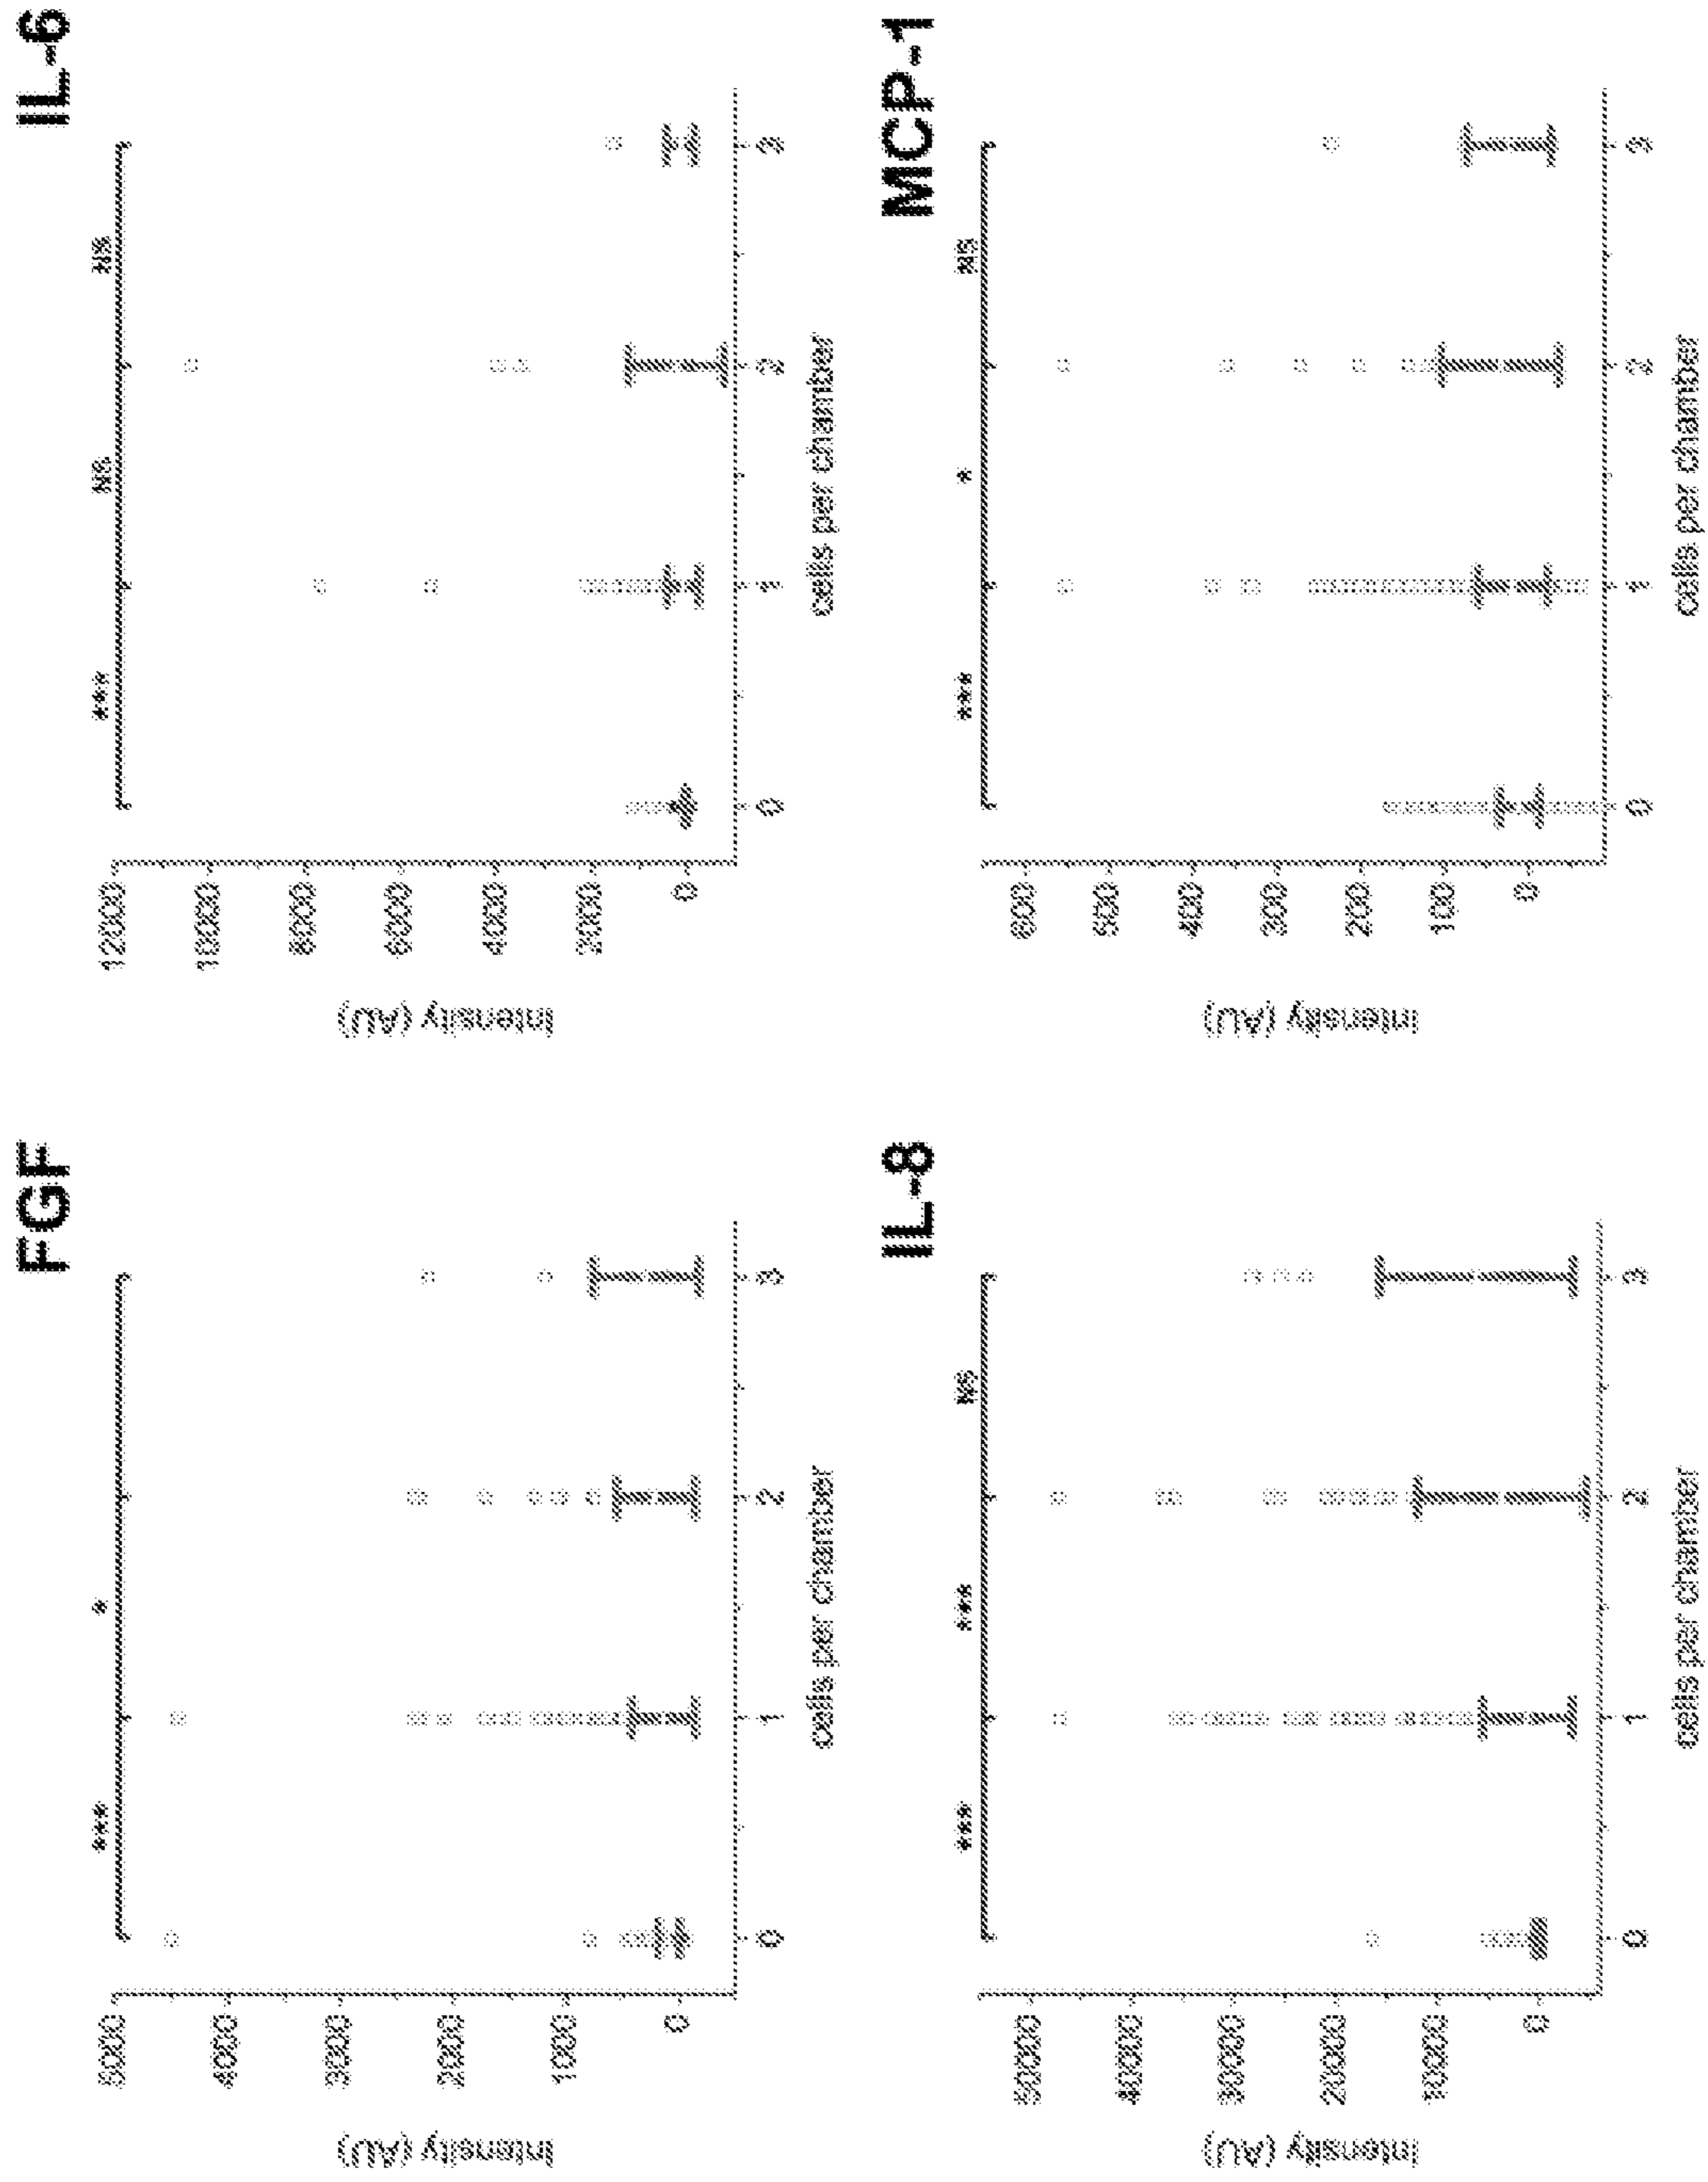 FGF
*** *
5000
4000
3000
2000
1000
0
Intensity (AU)
0 1 2 3
cells per chamber
IL-6
*** NS NS
12000
10000
8000
6000
4000
2000
0
Intensity (AU)
0 1 2 3
cells per chamber
IL-8
*** *** NS
50000
40000
30000
20000
10000
0
Intensity (AU)
0 1 2 3
cells per chamber
MCP-1
*** * NS
600
500
400
300
200
100
0
Intensity (AU)
0 1 2 3
cells per chamber